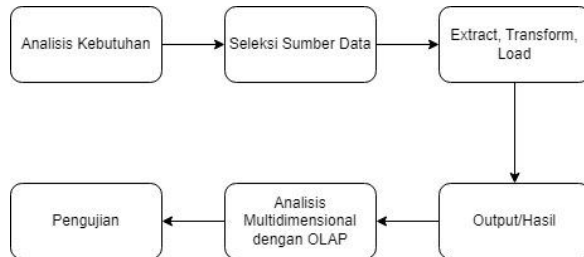 Analisis Kebutuhan
Seleksi Sumber Data
Extract, Transform,
Load
Output/Hasil
Analisis
Multidimensional
dengan OLAP
Pengujian